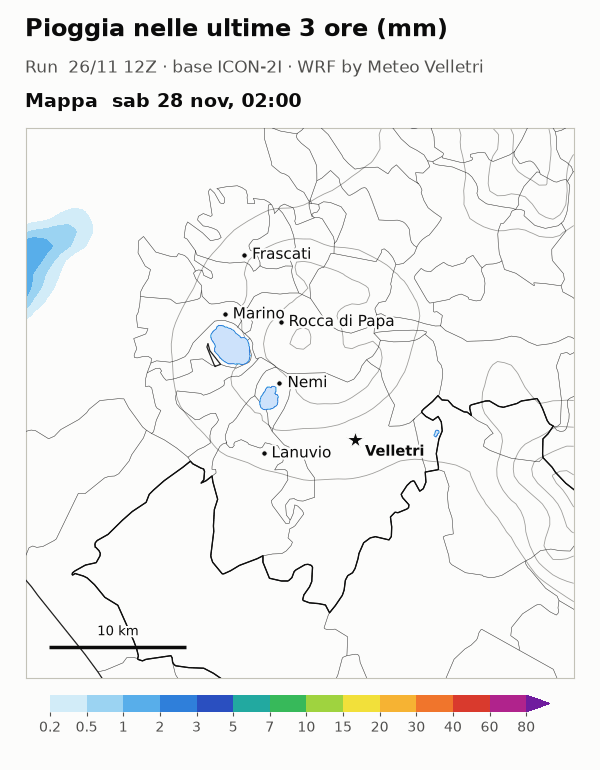 Pioggia nelle ultime 3 ore (mm)
Run  26/11 12Z · base ICON-2I · WRF by Meteo Velletri
Mappa  sab 28 nov, 02:00
Frascati
Marino
Rocca di Papa
Nemi
Velletri
Lanuvio
10 km
0.2 0.5 1 2 3 5 7 10 15 20 30 40 60 80